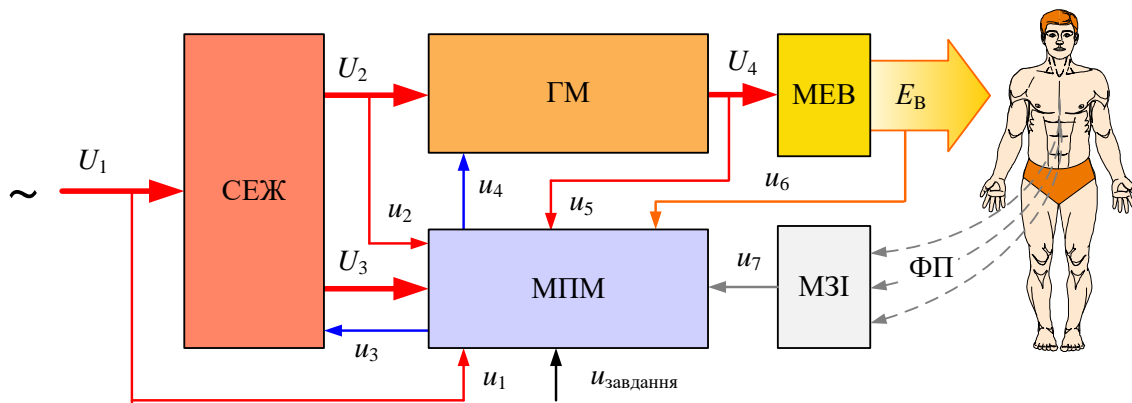 ~
U₁
СЕЖ
U₂
ГМ
U₄
МЕВ
Eв
u₂
u₄
u₅
u₆
U₃
МПМ
u₇
МЗІ
ФП
u₃
u₁
uзавдання